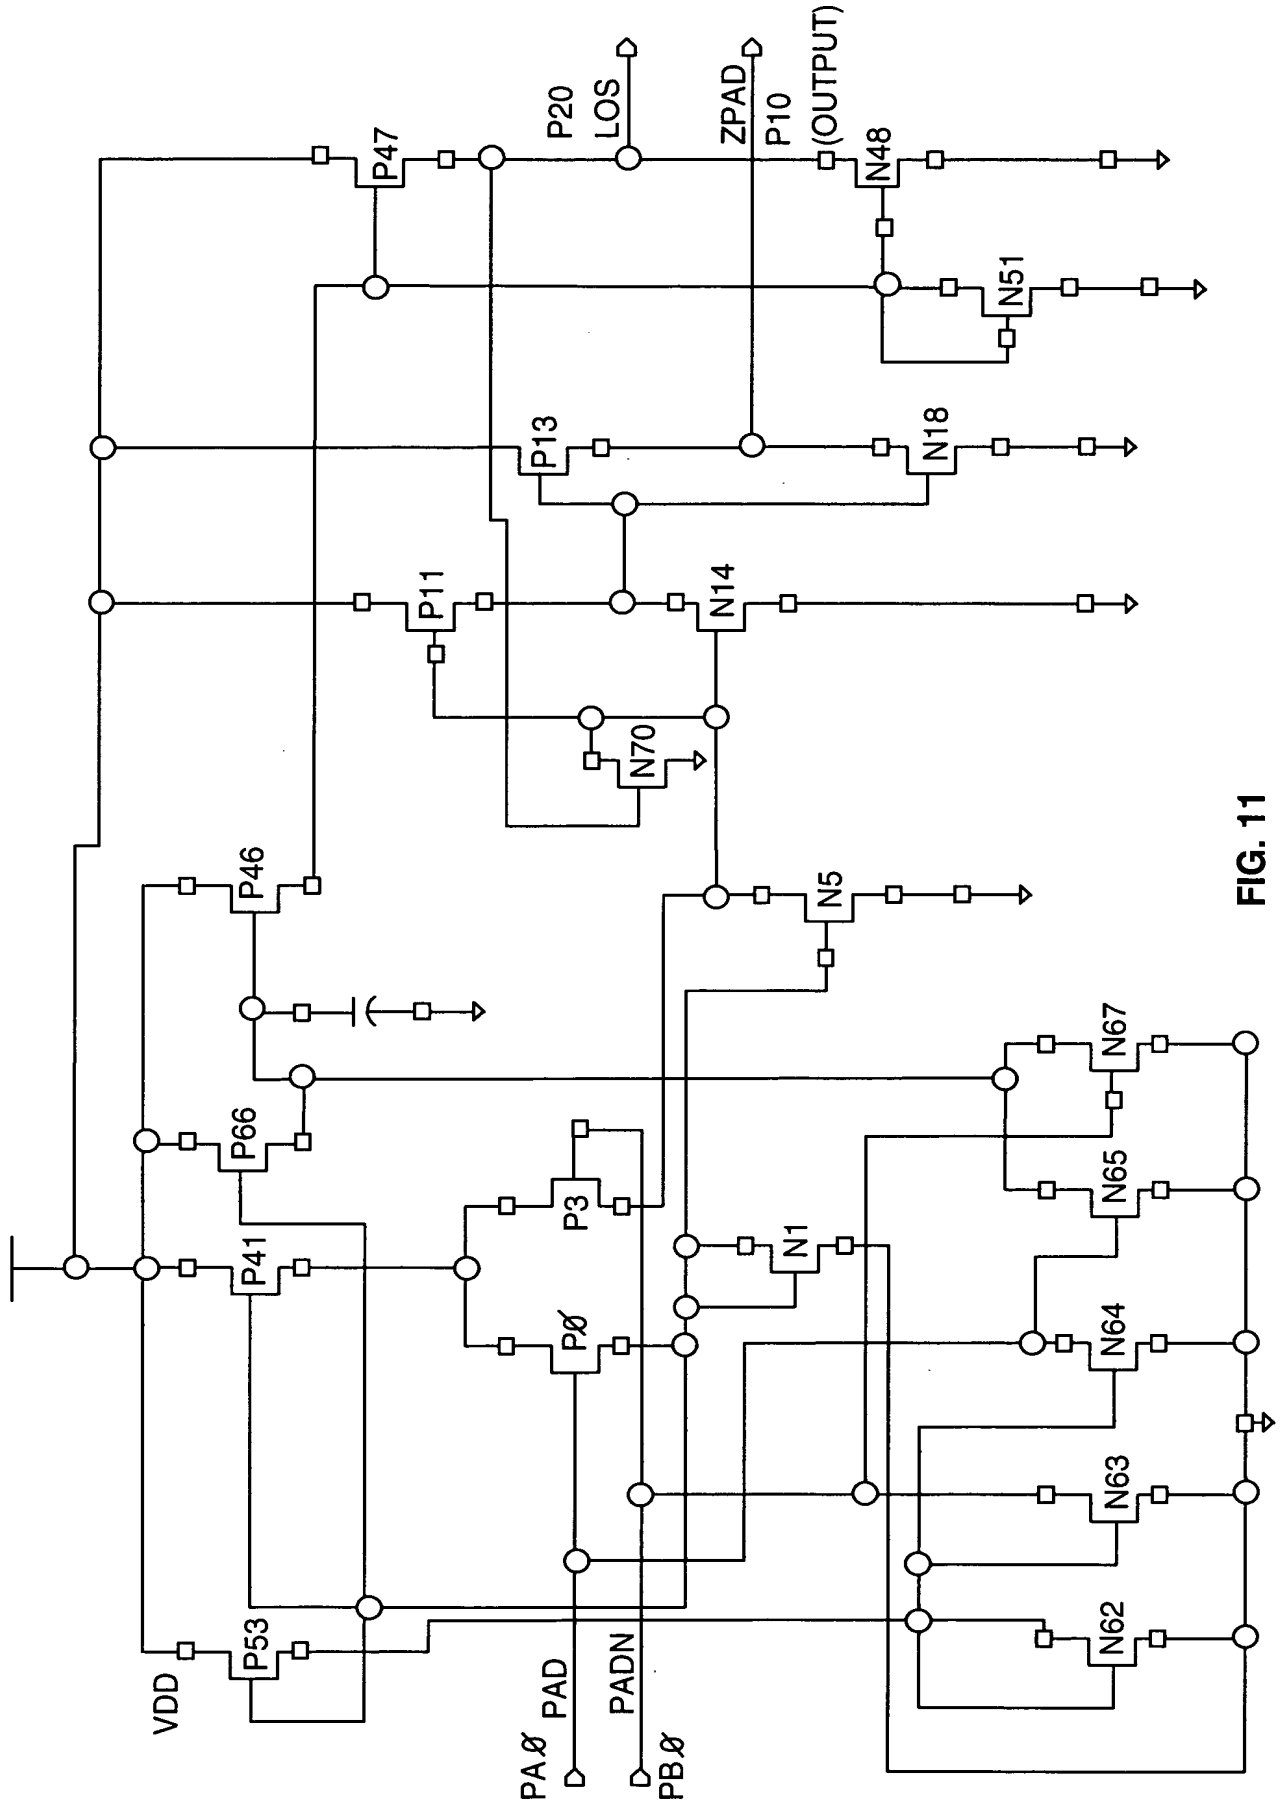 VDD
P53
P41
P66
P46
P47
PAØ
PAD
PADN
PBØ
PØ
P3
P11
P13
P20
LOS
ZPAD
P10
(OUTPUT)
N70
N1
N5
N14
N18
N51
N48
N62
N63
N64
N65
N67
FIG. 11